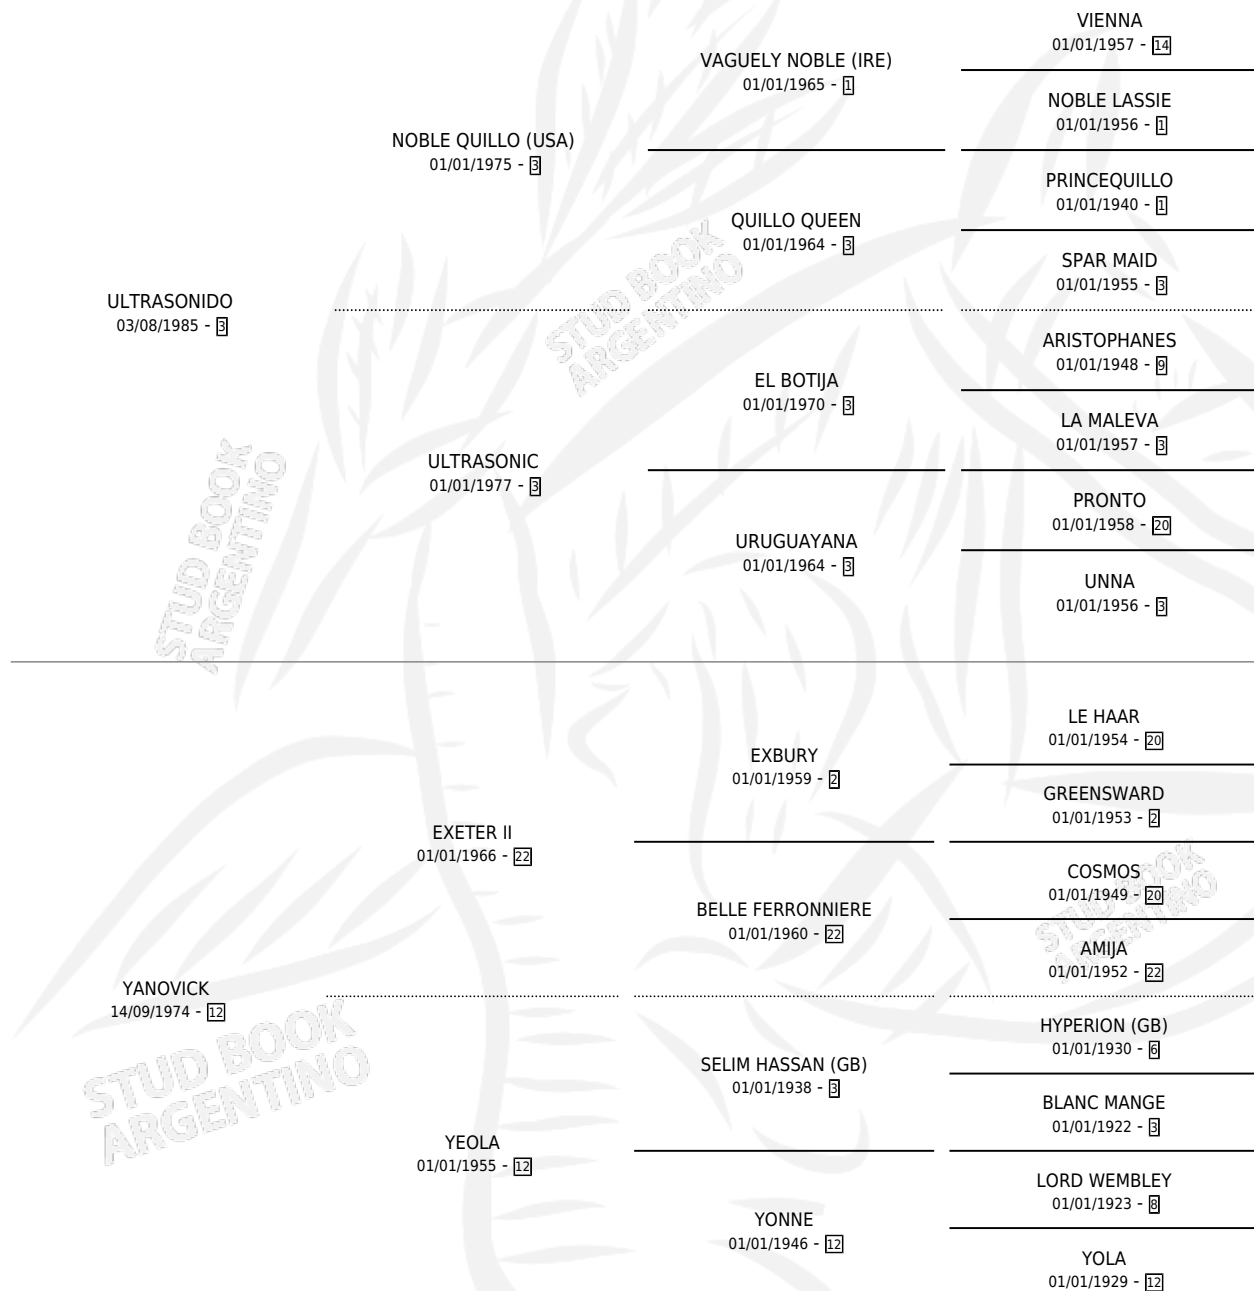 VIENNA
01/01/1957 - 14
VAGUELY NOBLE (IRE)
01/01/1965 - 1
NOBLE LASSIE
01/01/1956 - 1
NOBLE QUILLO (USA)
01/01/1975 - 3
PRINCEQUILLO
01/01/1940 - 1
QUILLO QUEEN
01/01/1964 - 3
SPAR MAID
01/01/1955 - 3
ULTRASONIDO
03/08/1985 - 3
ARISTOPHANES
01/01/1948 - 9
EL BOTIJA
01/01/1970 - 3
LA MALEVA
01/01/1957 - 3
ULTRASONIC
01/01/1977 - 3
PRONTO
01/01/1958 - 20
URUGUAYANA
01/01/1964 - 3
UNNA
01/01/1956 - 3
LE HAAR
01/01/1954 - 20
EXBURY
01/01/1959 - 2
GREENSWARD
01/01/1953 - 2
EXETER II
01/01/1966 - 22
COSMOS
01/01/1949 - 20
BELLE FERRONNIERE
01/01/1960 - 22
AMIJA
01/01/1952 - 22
YANOVICK
14/09/1974 - 12
HYPERION (GB)
01/01/1930 - 6
SELIM HASSAN (GB)
01/01/1938 - 3
BLANC MANGE
01/01/1922 - 3
YEOLA
01/01/1955 - 12
LORD WEMBLEY
01/01/1923 - 8
YONNE
01/01/1946 - 12
YOLA
01/01/1929 - 12
STUD BOOK
ARGENTINO
STUD BOOK
ARGENTINO
STUD BOOK
ARGENTINO
STUD BOOK
ARGENTINO